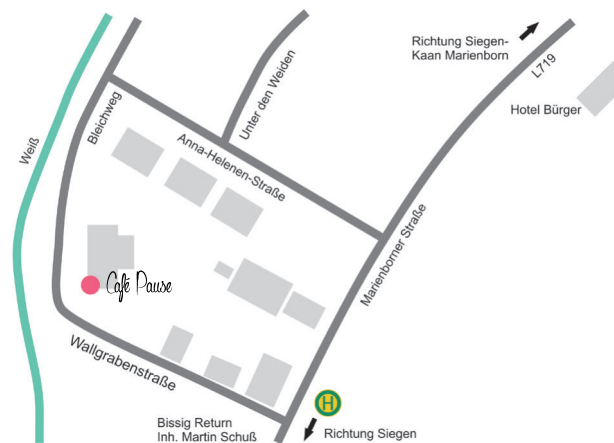 Richtung Siegen-
Kaan Marienborn
L719
Hotel Bürger
Unter den Weiden
Bleichweg
Anna-Helenen-Straße
Weiß
Marienborner Straße
Café Pause
Wallgrabenstraße
H
Bissig Return
Inh. Martin Schuß
Richtung Siegen